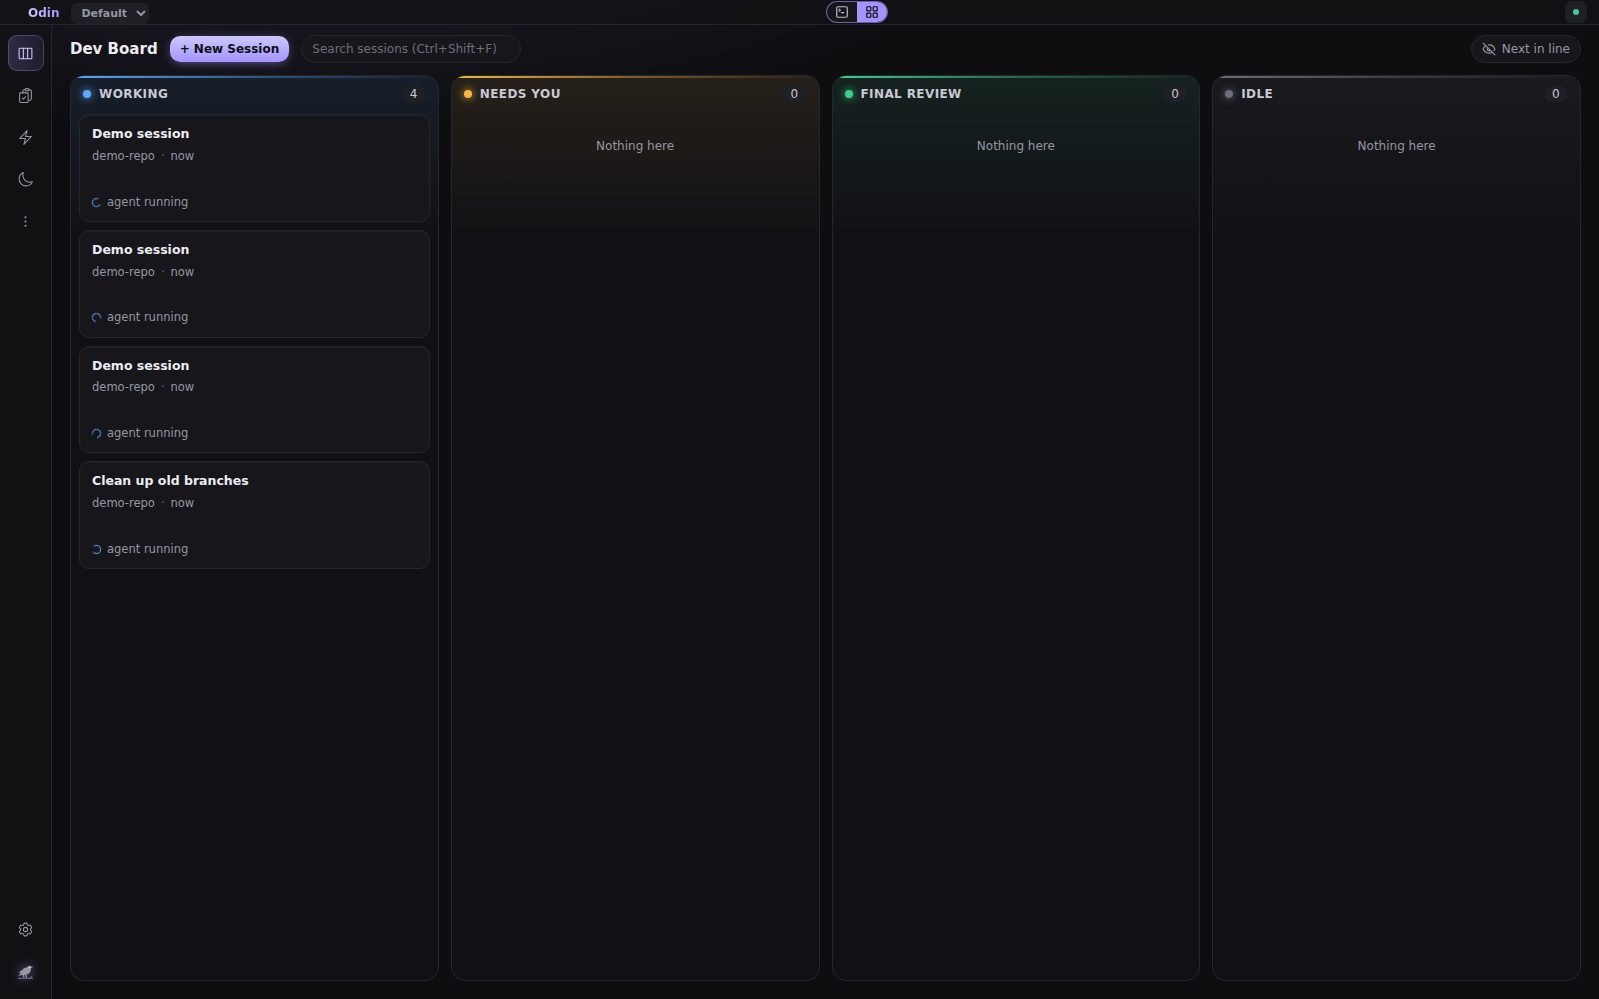 Odin Default
Dev Board + New Session Search sessions (Ctrl+Shift+F) Next in line
WORKING 4
Demo session
demo-repo · now
agent running
Demo session
demo-repo · now
agent running
Demo session
demo-repo · now
agent running
Clean up old branches
demo-repo · now
agent running
NEEDS YOU 0
Nothing here
FINAL REVIEW 0
Nothing here
IDLE 0
Nothing here